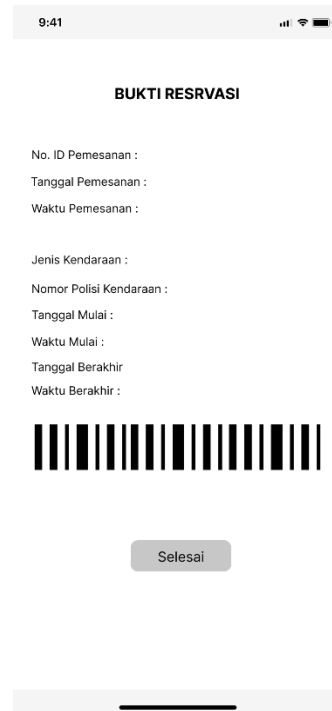 9:41
BUKTI RESRVASI
No. ID Pemesanan :
Tanggal Pemesanan :
Waktu Pemesanan :
Jenis Kendaraan :
Nomor Polisi Kendaraan :
Tanggal Mulai :
Waktu Mulai :
Tanggal Berakhir
Waktu Berakhir :
Selesai